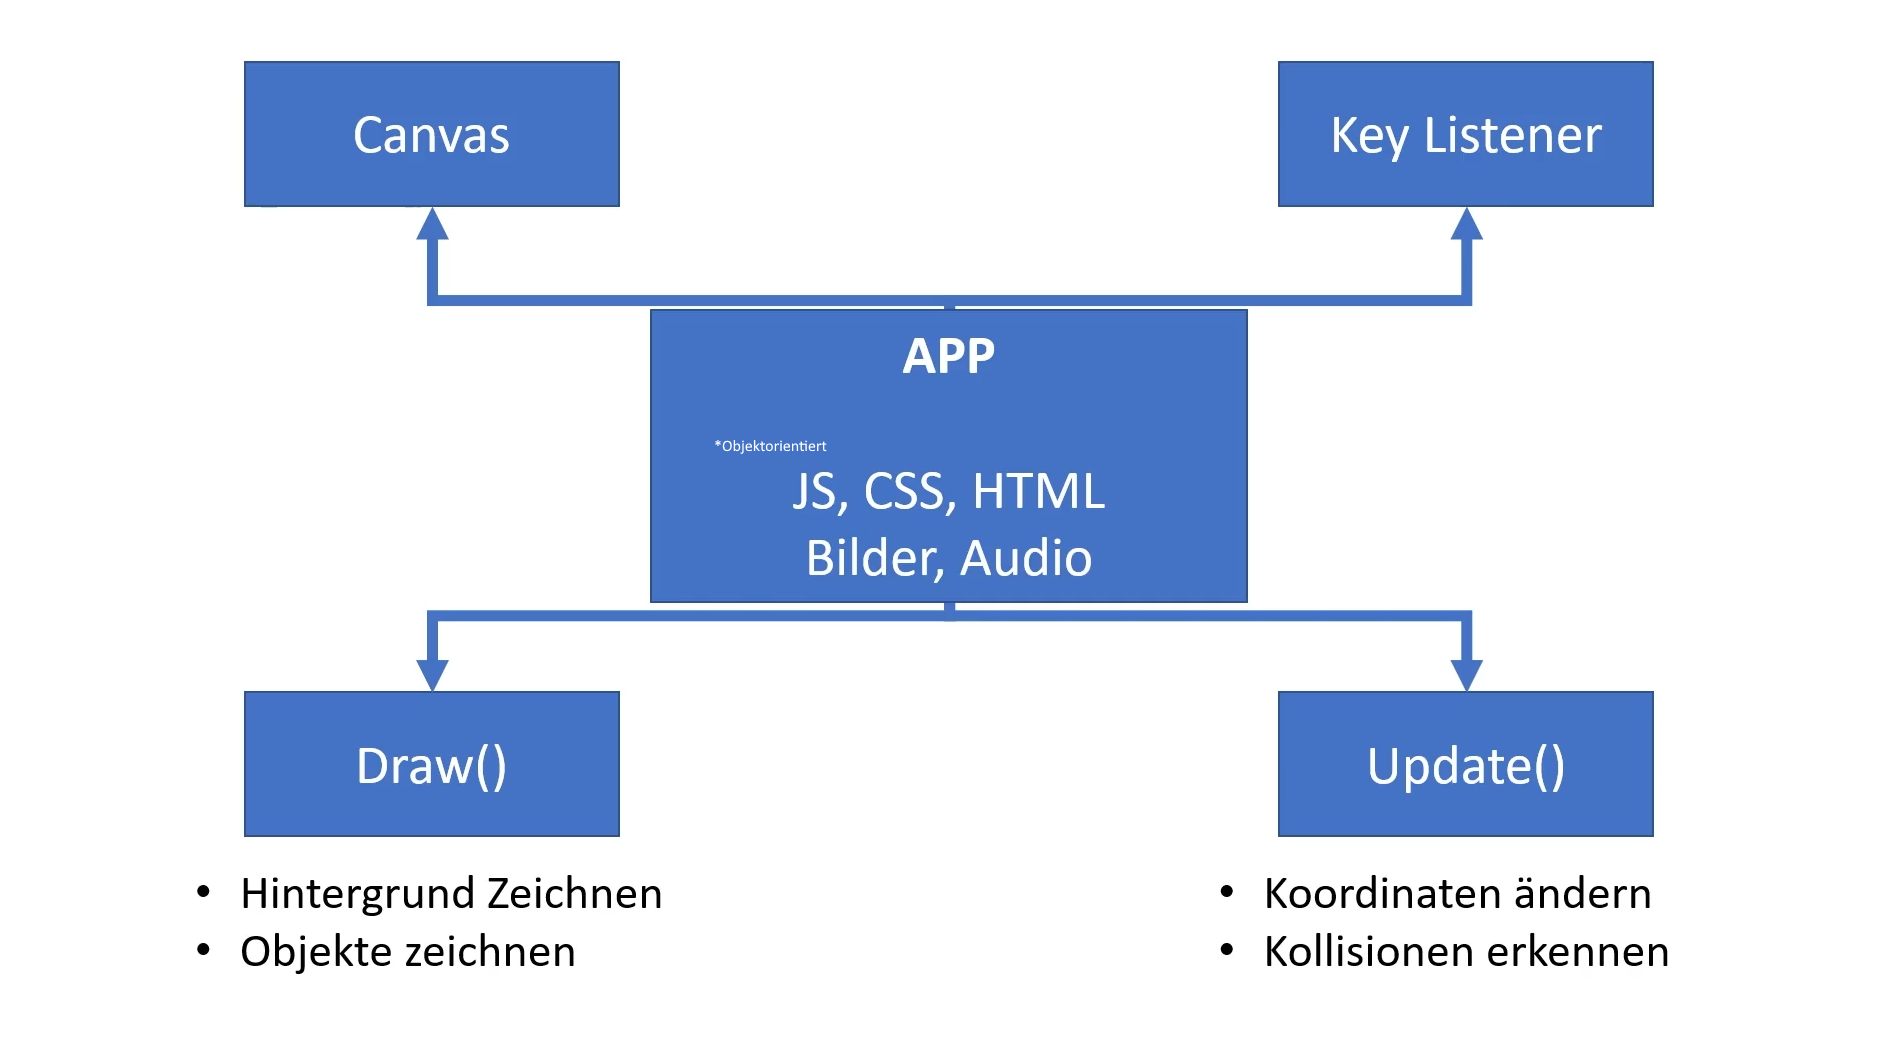 Canvas
Key Listener
APP
*Objektorientiert
JS, CSS, HTML
Bilder, Audio
Draw()
Update()
• Hintergrund Zeichnen
• Objekte zeichnen
• Koordinaten ändern
• Kollisionen erkennen